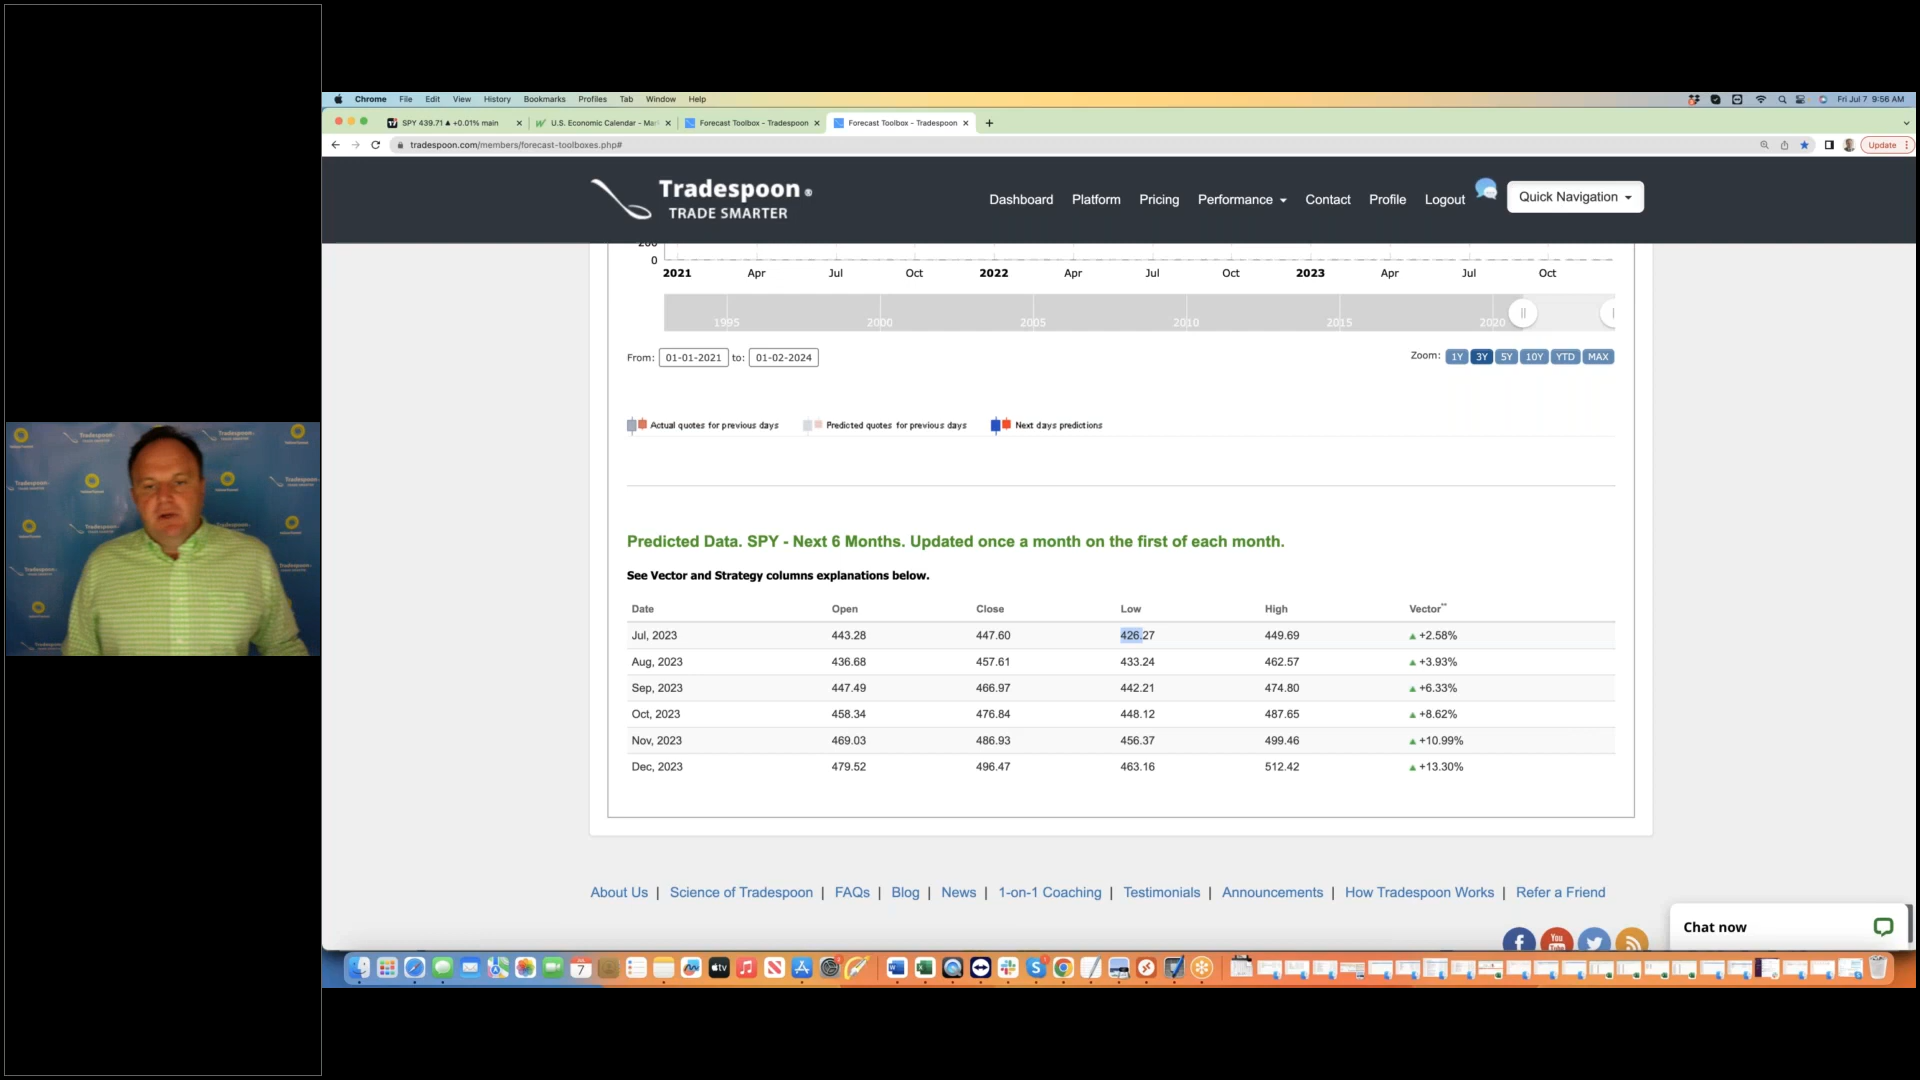 Chrome File Edit View History Bookmarks Profiles Tab Window Help Fri Jul 7 9:56 AM
SPY 439.71 ▲ +0.01% main U.S. Economic Calendar - Mar Forecast Toolbox - Tradespoon Forecast Toolbox - Tradespoon
tradespoon.com/members/forecast-toolboxes.php# Update
Tradespoon®
TRADE SMARTER
Dashboard Platform Pricing Performance Contact Profile Logout Quick Navigation
200
0
2021 Apr Jul Oct 2022 Apr Jul Oct 2023 Apr Jul Oct
1995 2000 2005 2010 2015 2020
From: 01-01-2021 to: 01-02-2024 Zoom: 1Y 3Y 5Y 10Y YTD MAX
Actual quotes for previous days Predicted quotes for previous days Next days predictions
Predicted Data. SPY - Next 6 Months. Updated once a month on the first of each month.
See Vector and Strategy columns explanations below.
Date Open Close Low High Vector**
Jul, 2023 443.28 447.60 426.27 449.69 ▲ +2.58%
Aug, 2023 436.68 457.61 433.24 462.57 ▲ +3.93%
Sep, 2023 447.49 466.97 442.21 474.80 ▲ +6.33%
Oct, 2023 458.34 476.84 448.12 487.65 ▲ +8.62%
Nov, 2023 469.03 486.93 456.37 499.46 ▲ +10.99%
Dec, 2023 479.52 496.47 463.16 512.42 ▲ +13.30%
About Us | Science of Tradespoon | FAQs | Blog | News | 1-on-1 Coaching | Testimonials | Announcements | How Tradespoon Works | Refer a Friend
Chat now
You
tv
7